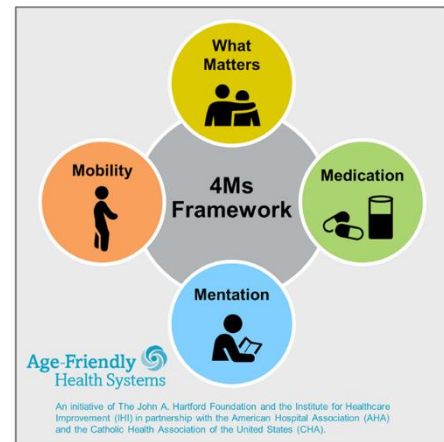 What
Matters
Mobility
4Ms
Framework
Medication
Mentation
Age-Friendly
Health Systems
An initiative of The John A. Hartford Foundation and the Institute for Healthcare
Improvement (IHI) in partnership with the American Hospital Association (AHA)
and the Catholic Health Association of the United States (CHA).